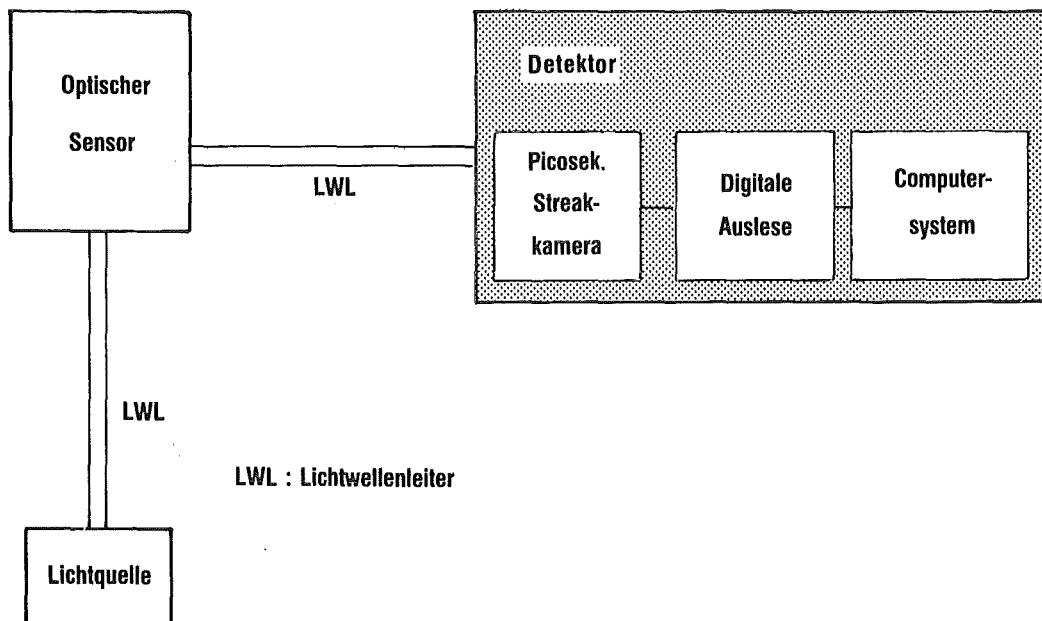 Optischer
Sensor
LWL
Detektor
Picosek.
Streak-
kamera
Digitale
Auslese
Computer-
system
LWL
LWL : Lichtwellenleiter
Lichtquelle